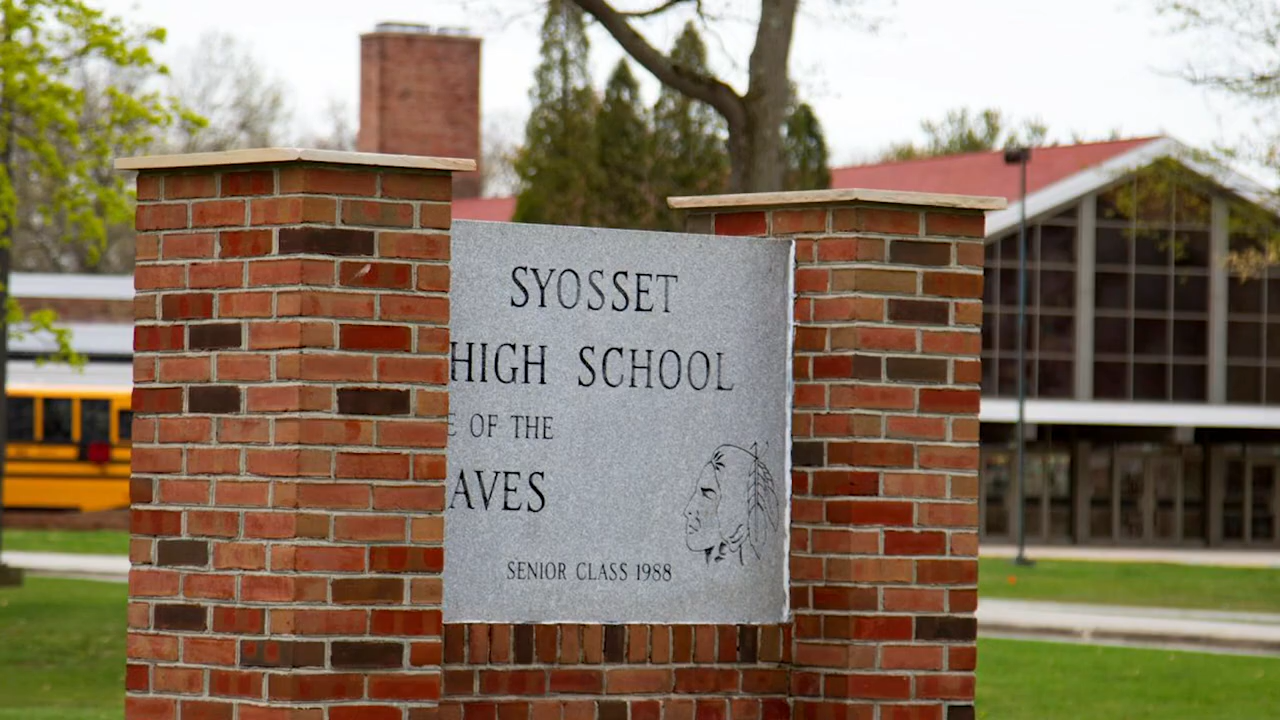 SYOSSET
HIGH SCHOOL
E OF THE
AVES
SENIOR CLASS 1988